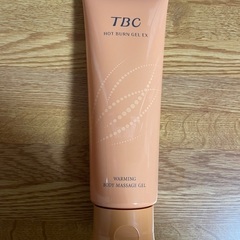 TBC
HOT BURN GEL EX
WARMING
BODY MASSAGE GEL